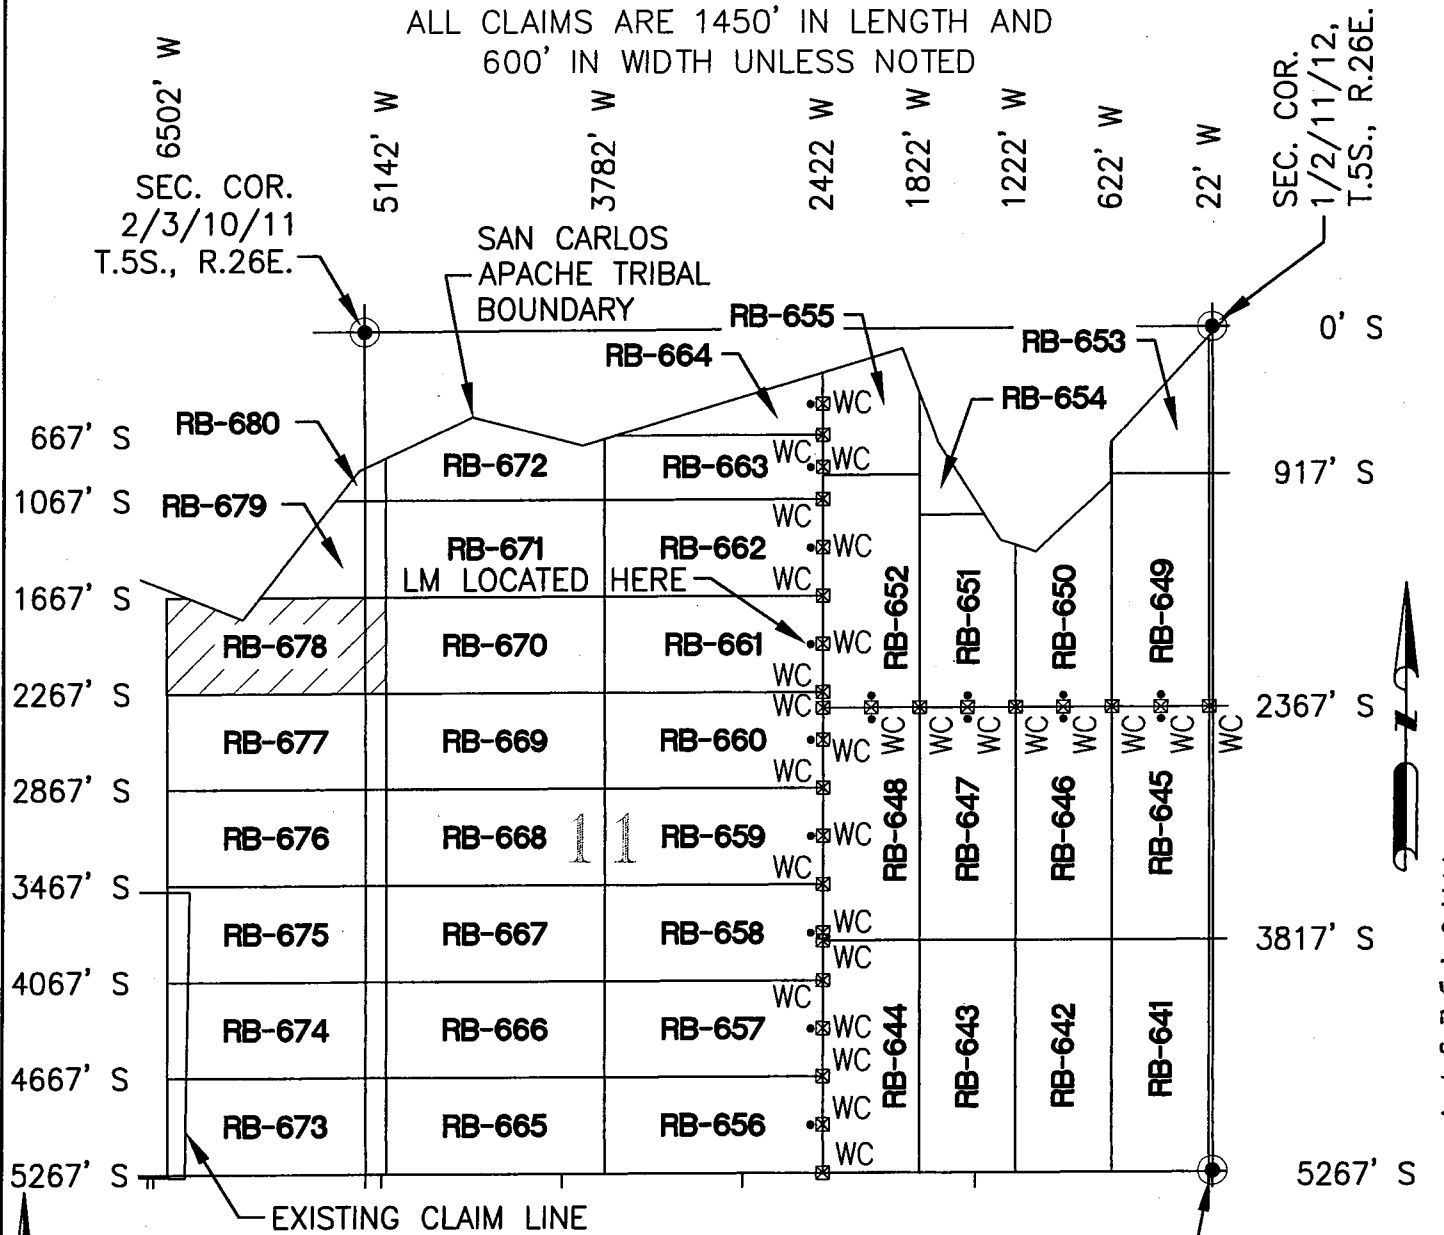 ALL CLAIMS ARE 1450' IN LENGTH AND
600' IN WIDTH UNLESS NOTED
6502' W
5142' W
3782' W
2422' W
1822' W
1222' W
622' W
22' W
SEC. COR.
1/2/11/12,
T.5S., R.26E.
SEC. COR.
2/3/10/11
T.5S., R.26E.
SAN CARLOS
APACHE TRIBAL
BOUNDARY
RB-655
RB-653
0' S
RB-664
RB-654
WC
667' S
RB-680
RB-672
RB-663
WC
WC
917' S
1067' S
RB-679
WC
RB-671
RB-662
WC
LM LOCATED HERE
WC
1667' S
RB-652
RB-651
RB-650
RB-649
RB-678
RB-670
RB-661
WC
WC
2267' S
WC
2367' S
RB-677
RB-669
RB-660
WC
WC
WC
WC
WC
WC
WC
WC
WC
WC
2867' S
RB-648
RB-647
RB-646
RB-645
RB-676
RB-668
11
RB-659
WC
WC
3467' S
RB-675
RB-667
RB-658
WC
WC
3817' S
4067' S
WC
RB-674
RB-666
RB-657
WC
WC
RB-644
RB-643
RB-642
RB-641
4667' S
RB-673
RB-665
RB-656
WC
WC
5267' S
5267' S
EXISTING CLAIM LINE